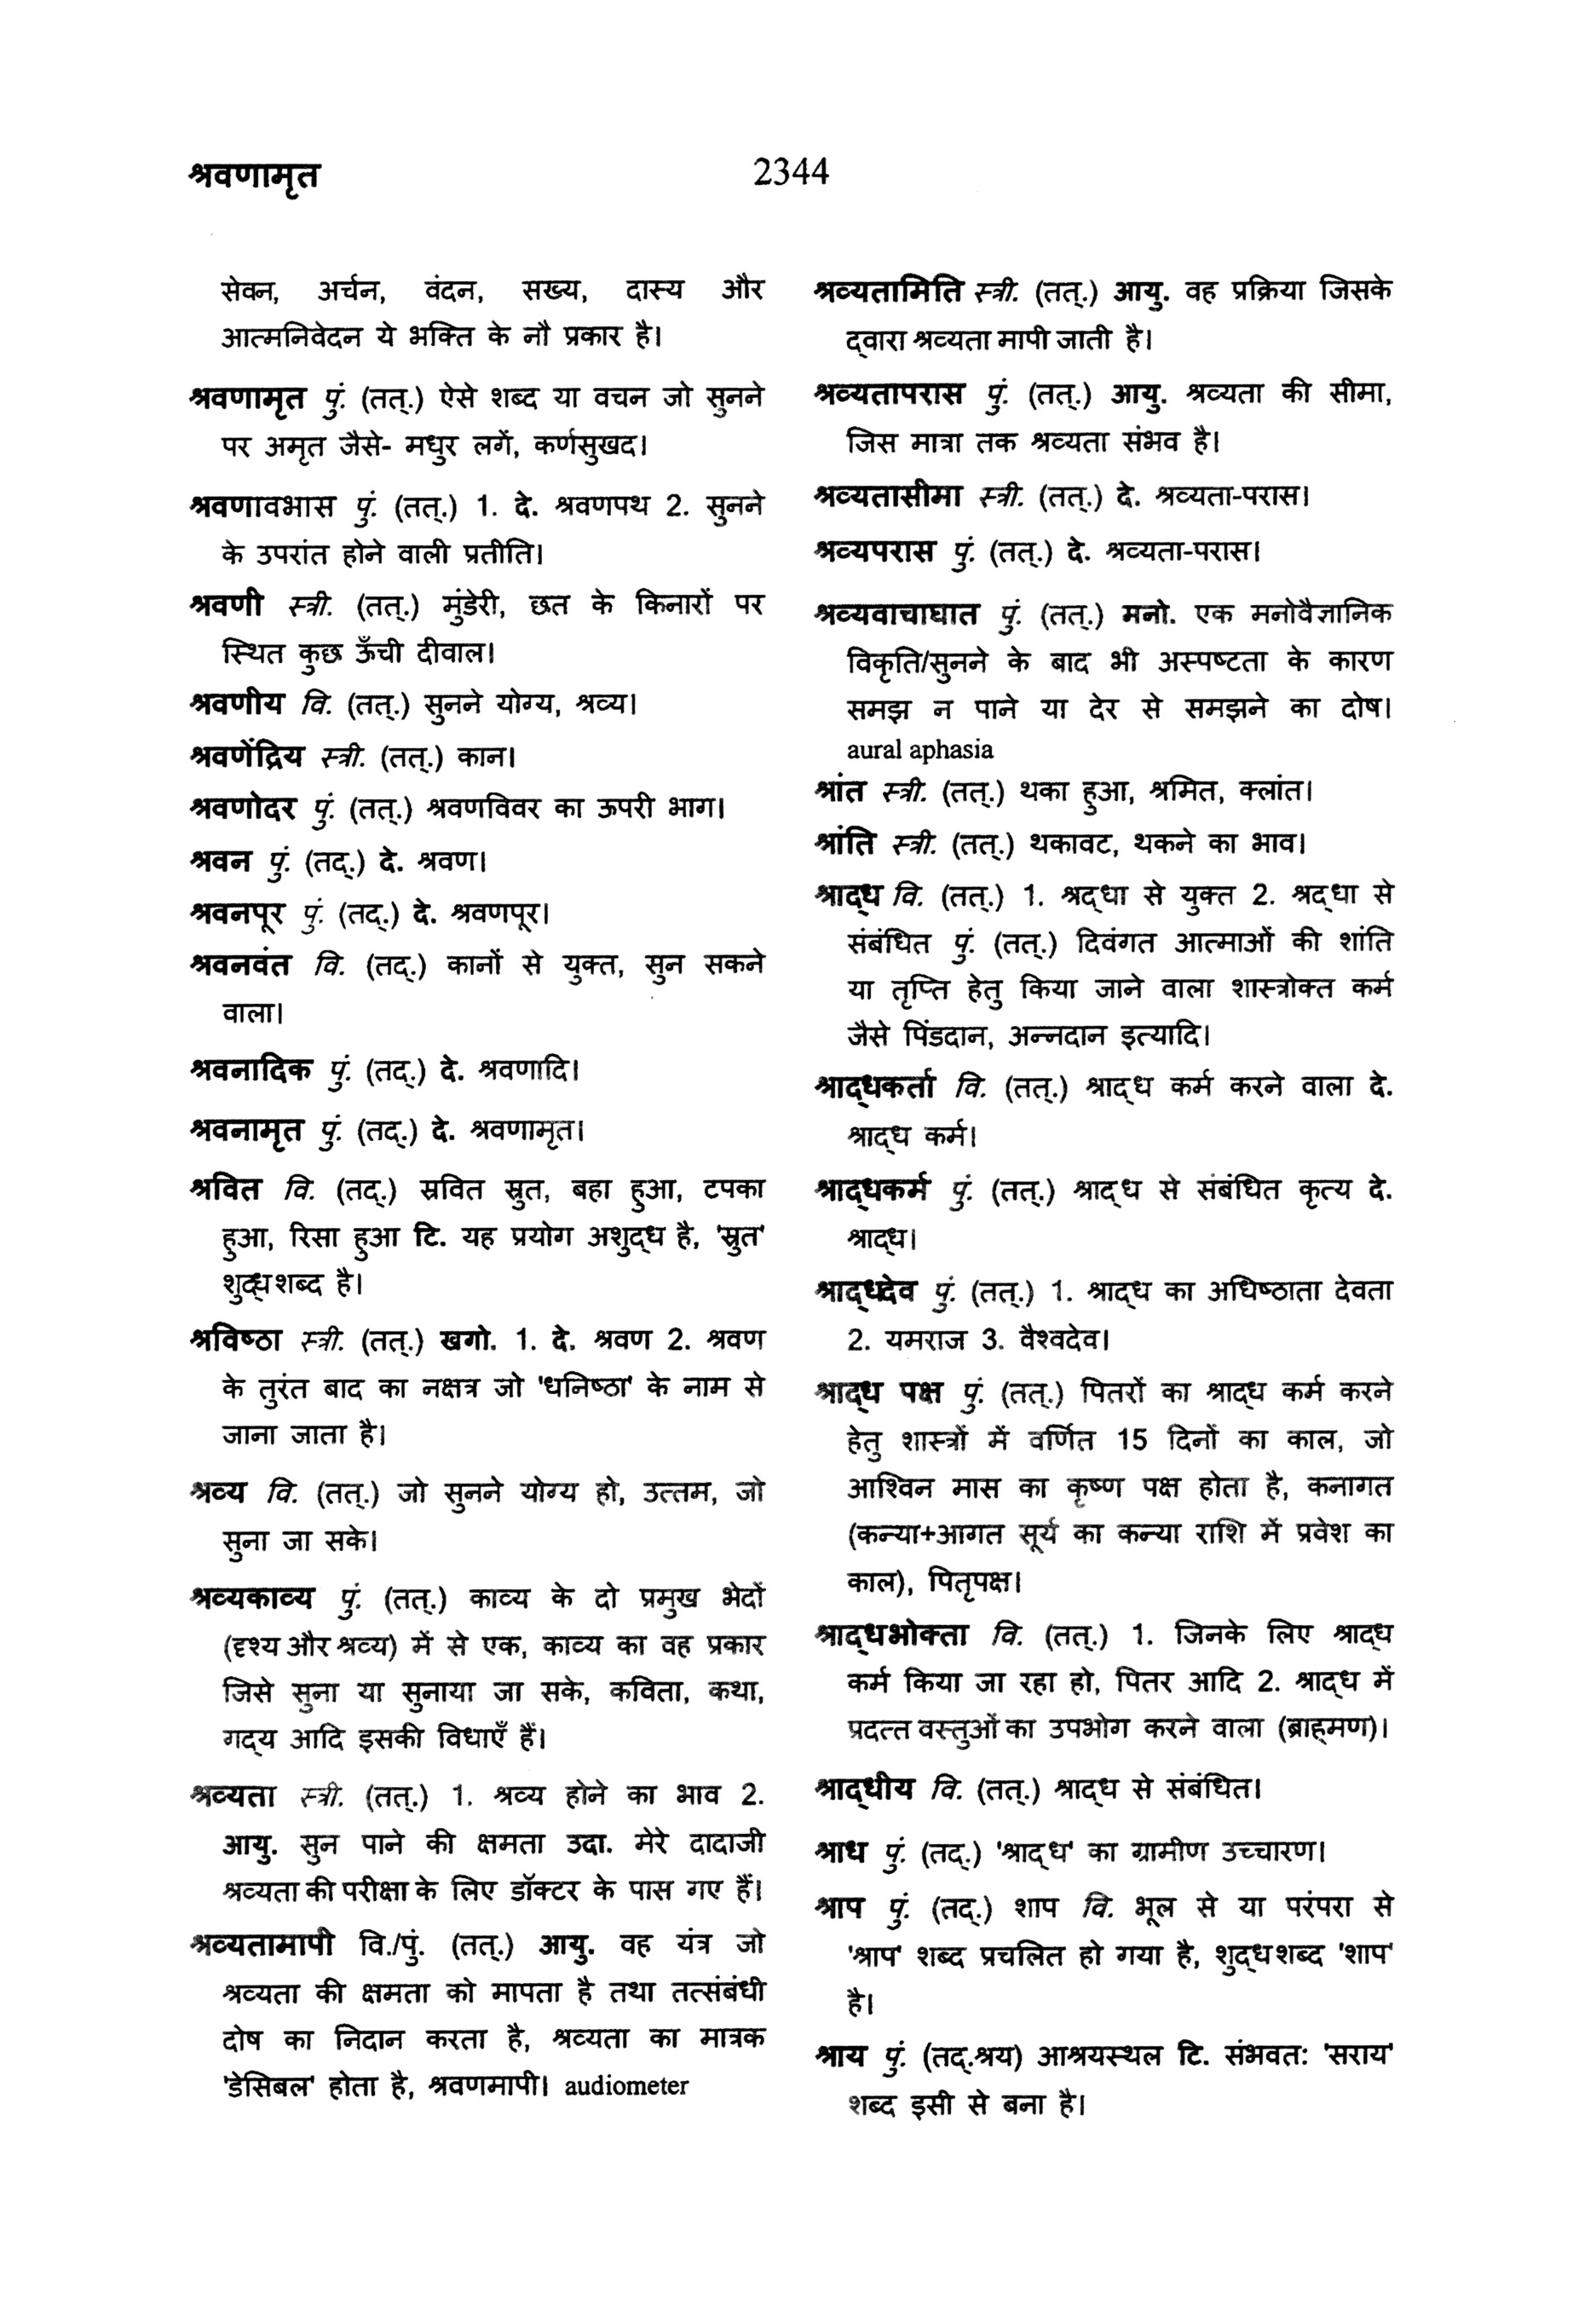 श्रवणामृत
2344
सेवन, अर्चन, वंदन, सख्य, दास्य और
आत्मनिवेदन ये भक्ति के नौ प्रकार है।
श्रवणामृत पुं. (तत्.) ऐसे शब्द या वचन जो सुनने
पर अमृत जैसे- मधुर लगें, कर्णसुखद।
श्रवणावभास पुं. (तत्.) 1. दे. श्रवणपथ 2. सुनने
के उपरांत होने वाली प्रतीति।
श्रवणी स्त्री. (तत्.) मुंडेरी, छत के किनारों पर
स्थित कुछ ऊँची दीवाल।
श्रवणीय वि. (तत्.) सुनने योग्य, श्रव्य।
श्रवणेंद्रिय स्त्री. (तत्.) कान।
श्रवणोदर पुं. (तत्.) श्रवणविवर का ऊपरी भाग।
श्रवन पुं. (तद्.) दे. श्रवण।
श्रवनपूर पुं. (तद्.) दे. श्रवणपूर।
श्रवनवंत वि. (तद्.) कानों से युक्त, सुन सकने
वाला।
श्रवनादिक पुं. (तद्.) दे. श्रवणादि।
श्रवनामृत पुं. (तद्.) दे. श्रवणामृत।
श्रवित वि. (तद्.) स्रवित स्रुत, बहा हुआ, टपका
हुआ, रिसा हुआ टि. यह प्रयोग अशुद्ध है, 'स्रुत'
शुद्ध शब्द है।
श्रविष्ठा स्त्री. (तत्.) खगो. 1. दे. श्रवण 2. श्रवण
के तुरंत बाद का नक्षत्र जो 'धनिष्ठा' के नाम से
जाना जाता है।
श्रव्य वि. (तत्.) जो सुनने योग्य हो, उत्तम, जो
सुना जा सके।
श्रव्यकाव्य पुं. (तत्.) काव्य के दो प्रमुख भेदों
(दृश्य और श्रव्य) में से एक, काव्य का वह प्रकार
जिसे सुना या सुनाया जा सके, कविता, कथा,
गद्य आदि इसकी विधाएँ हैं।
श्रव्यता स्त्री. (तत्.) 1. श्रव्य होने का भाव 2.
आयु. सुन पाने की क्षमता उदा. मेरे दादाजी
श्रव्यता की परीक्षा के लिए डॉक्टर के पास गए हैं।
श्रव्यतामापी वि./पुं. (तत्.) आयु. वह यंत्र जो
श्रव्यता की क्षमता को मापता है तथा तत्संबंधी
दोष का निदान करता है, श्रव्यता का मात्रक
'डेसिबल' होता है, श्रवणमापी। audiometer
श्रव्यतामिति स्त्री. (तत्.) आयु. वह प्रक्रिया जिसके
द्वारा श्रव्यता मापी जाती है।
श्रव्यतापरास पुं. (तत्.) आयु. श्रव्यता की सीमा,
जिस मात्रा तक श्रव्यता संभव है।
श्रव्यतासीमा स्त्री. (तत्.) दे. श्रव्यता-परास।
श्रव्यपरास पुं. (तत्.) दे. श्रव्यता-परास।
श्रव्यवाचाघात पुं. (तत्.) मनो. एक मनोवैज्ञानिक
विकृति/सुनने के बाद भी अस्पष्टता के कारण
समझ न पाने या देर से समझने का दोष।
aural aphasia
श्रांत स्त्री. (तत्.) थका हुआ, श्रमित, क्लांत।
श्रांति स्त्री. (तत्.) थकावट, थकने का भाव।
श्राद्ध वि. (तत्.) 1. श्रद्धा से युक्त 2. श्रद्धा से
संबंधित पुं. (तत्.) दिवंगत आत्माओं की शांति
या तृप्ति हेतु किया जाने वाला शास्त्रोक्त कर्म
जैसे पिंडदान, अन्नदान इत्यादि।
श्राद्धकर्ता वि. (तत्.) श्राद्ध कर्म करने वाला दे.
श्राद्ध कर्म।
श्राद्धकर्म पुं. (तत्.) श्राद्ध से संबंधित कृत्य दे.
श्राद्ध।
श्राद्धदेव पुं. (तत्.) 1. श्राद्ध का अधिष्ठाता देवता
2. यमराज 3. वैश्वदेव।
श्राद्ध पक्ष पुं. (तत्.) पितरों का श्राद्ध कर्म करने
हेतु शास्त्रों में वर्णित 15 दिनों का काल, जो
आश्विन मास का कृष्ण पक्ष होता है, कनागत
(कन्या+आगत सूर्य का कन्या राशि में प्रवेश का
काल), पितृपक्ष।
श्राद्धभोक्ता वि. (तत्.) 1. जिनके लिए श्राद्ध
कर्म किया जा रहा हो, पितर आदि 2. श्राद्ध में
प्रदत्त वस्तुओं का उपभोग करने वाला (ब्राह्मण)।
श्राद्धीय वि. (तत्.) श्राद्ध से संबंधित।
श्राध पुं. (तद्.) 'श्राद्ध' का ग्रामीण उच्चारण।
श्राप पुं. (तद्.) शाप वि. भूल से या परंपरा से
'श्राप' शब्द प्रचलित हो गया है, शुद्ध शब्द 'शाप'
है।
श्राय पुं. (तद्.श्रय) आश्रयस्थल टि. संभवत: 'सराय'
शब्द इसी से बना है।